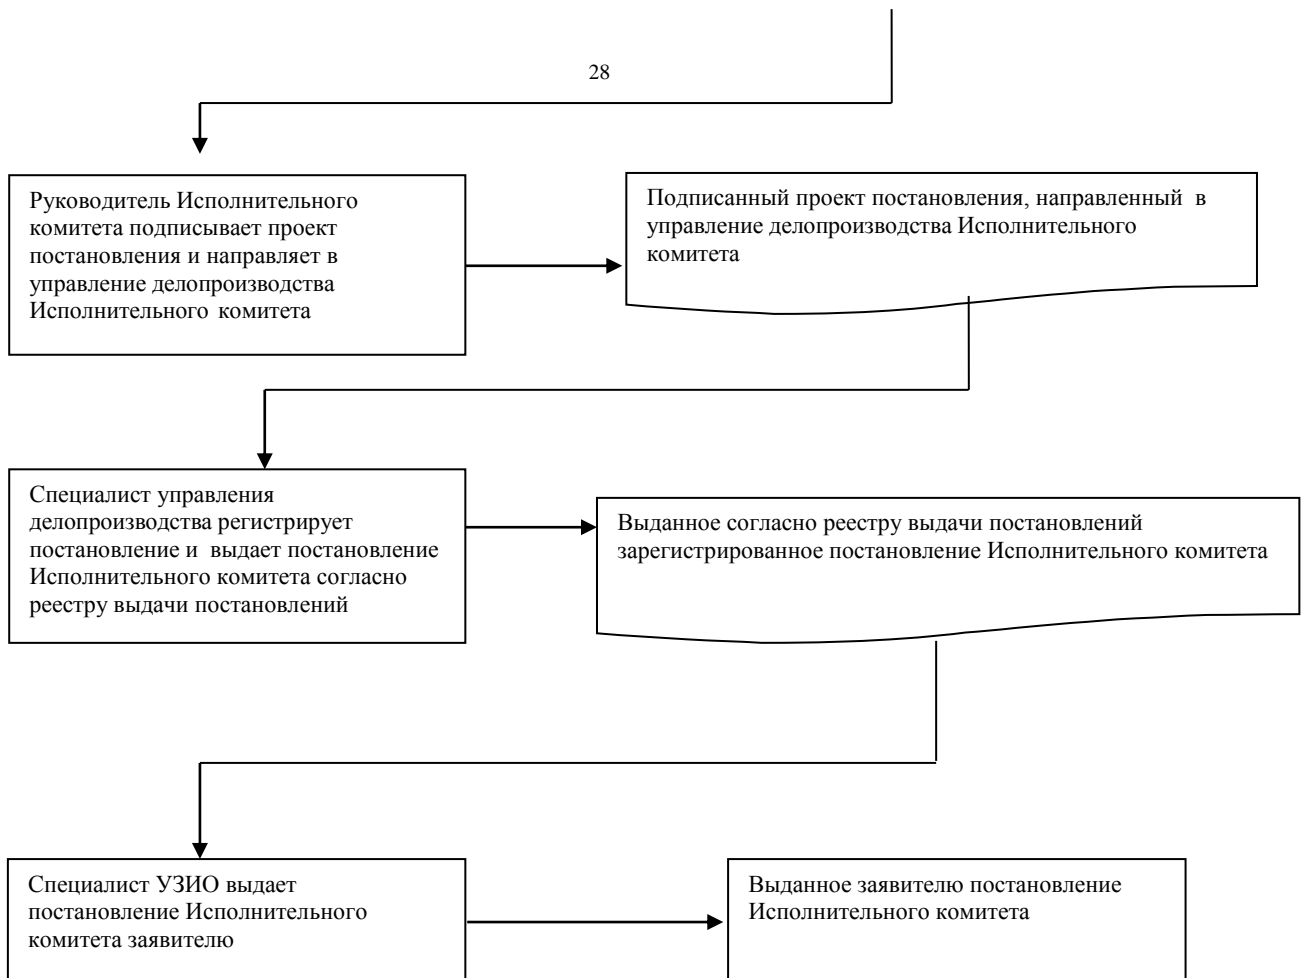 28
Руководитель Исполнительного
комитета подписывает проект
постановления и направляет в
управление делопроизводства
Исполнительного комитета
Подписанный проект постановления, направленный в
управление делопроизводства Исполнительного
комитета
Специалист управления
делопроизводства регистрирует
постановление и выдает постановление
Исполнительного комитета согласно
реестру выдачи постановлений
Выданное согласно реестру выдачи постановлений
зарегистрированное постановление Исполнительного комитета
Специалист УЗИО выдает
постановление Исполнительного
комитета заявителю
Выданное заявителю постановление
Исполнительного комитета